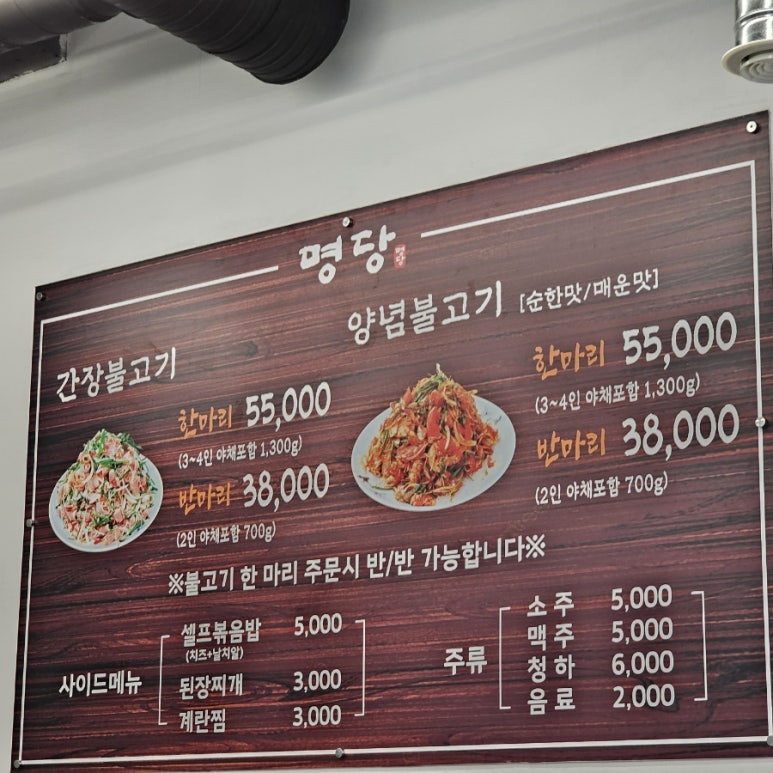 명당
명당
간장불고기
한마리 55,000
(3~4인 야채포함 1,300g)
반마리 38,000
(2인 야채포함 700g)
양념불고기 [순한맛/매운맛]
한마리 55,000
(3~4인 야채포함 1,300g)
반마리 38,000
(2인 야채포함 700g)
※불고기 한 마리 주문시 반/반 가능합니다※
사이드메뉴
셀프볶음밥 5,000
(치즈+날치알)
된장찌개 3,000
계란찜 3,000
주류
소주 5,000
맥주 5,000
청하 6,000
음료 2,000